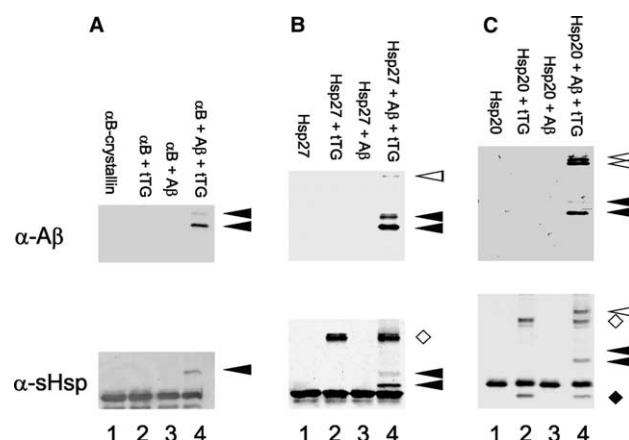 A
B
C
αB-crystallin
αB + tTG
αB + Aβ
αB + Aβ + tTG
Hsp27
Hsp27 + tTG
Hsp27 + Aβ
Hsp27 + Aβ + tTG
Hsp20
Hsp20 + tTG
Hsp20 + Aβ
Hsp20 + Aβ + tTG
α-Aβ
α-sHsp
1 2 3 4 1 2 3 4 1 2 3 4